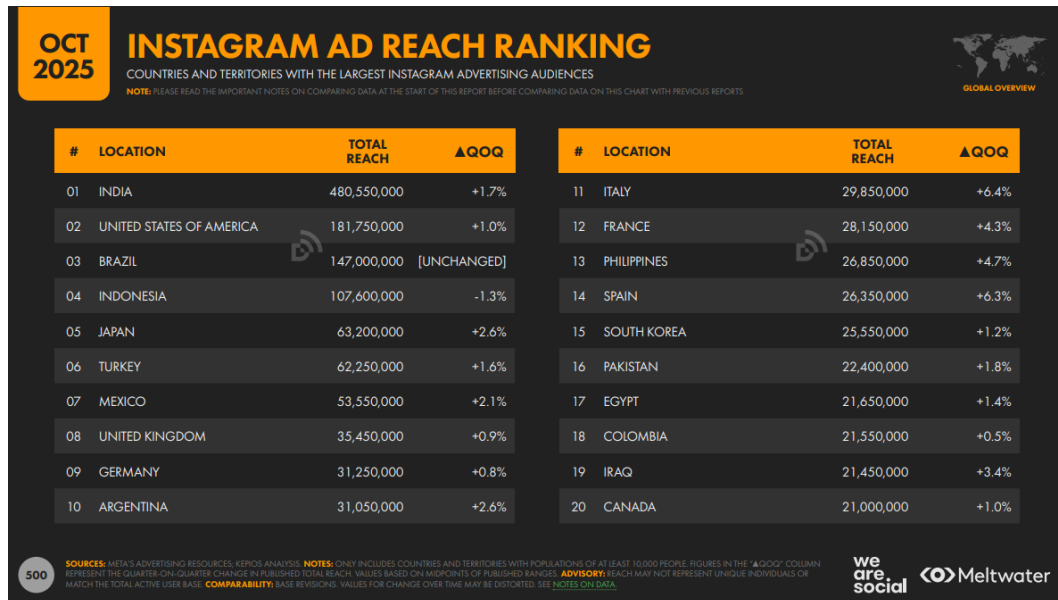 OCT
2025
INSTAGRAM AD REACH RANKING
COUNTRIES AND TERRITORIES WITH THE LARGEST INSTAGRAM ADVERTISING AUDIENCES
NOTE: PLEASE READ THE IMPORTANT NOTES ON COMPARING DATA AT THE START OF THIS REPORT BEFORE COMPARING DATA ON THIS CHART WITH PREVIOUS REPORTS
GLOBAL OVERVIEW
# LOCATION TOTAL REACH ▲QOQ
01 INDIA 480,550,000 +1.7%
02 UNITED STATES OF AMERICA 181,750,000 +1.0%
03 BRAZIL 147,000,000 [UNCHANGED]
04 INDONESIA 107,600,000 -1.3%
05 JAPAN 63,200,000 +2.6%
06 TURKEY 62,250,000 +1.6%
07 MEXICO 53,550,000 +2.1%
08 UNITED KINGDOM 35,450,000 +0.9%
09 GERMANY 31,250,000 +0.8%
10 ARGENTINA 31,050,000 +2.6%
# LOCATION TOTAL REACH ▲QOQ
11 ITALY 29,850,000 +6.4%
12 FRANCE 28,150,000 +4.3%
13 PHILIPPINES 26,850,000 +4.7%
14 SPAIN 26,350,000 +6.3%
15 SOUTH KOREA 25,550,000 +1.2%
16 PAKISTAN 22,400,000 +1.8%
17 EGYPT 21,650,000 +1.4%
18 COLOMBIA 21,550,000 +0.5%
19 IRAQ 21,450,000 +3.4%
20 CANADA 21,000,000 +1.0%
500
SOURCES: META'S ADVERTISING RESOURCES; KEPIOS ANALYSIS. NOTES: ONLY INCLUDES COUNTRIES AND TERRITORIES WITH POPULATIONS OF AT LEAST 10,000 PEOPLE. FIGURES IN THE "▲QOQ" COLUMN
REPRESENT THE QUARTER-ON-QUARTER CHANGE IN PUBLISHED TOTAL REACH. VALUES BASED ON MIDPOINTS OF PUBLISHED RANGES. ADVISORY: REACH MAY NOT REPRESENT UNIQUE INDIVIDUALS OR
MATCH THE TOTAL ACTIVE USER BASE. COMPARABILITY: BASE REVISIONS. VALUES FOR CHANGE OVER TIME MAY BE DISTORTED. SEE NOTES ON DATA.
we
are.
social
Meltwater